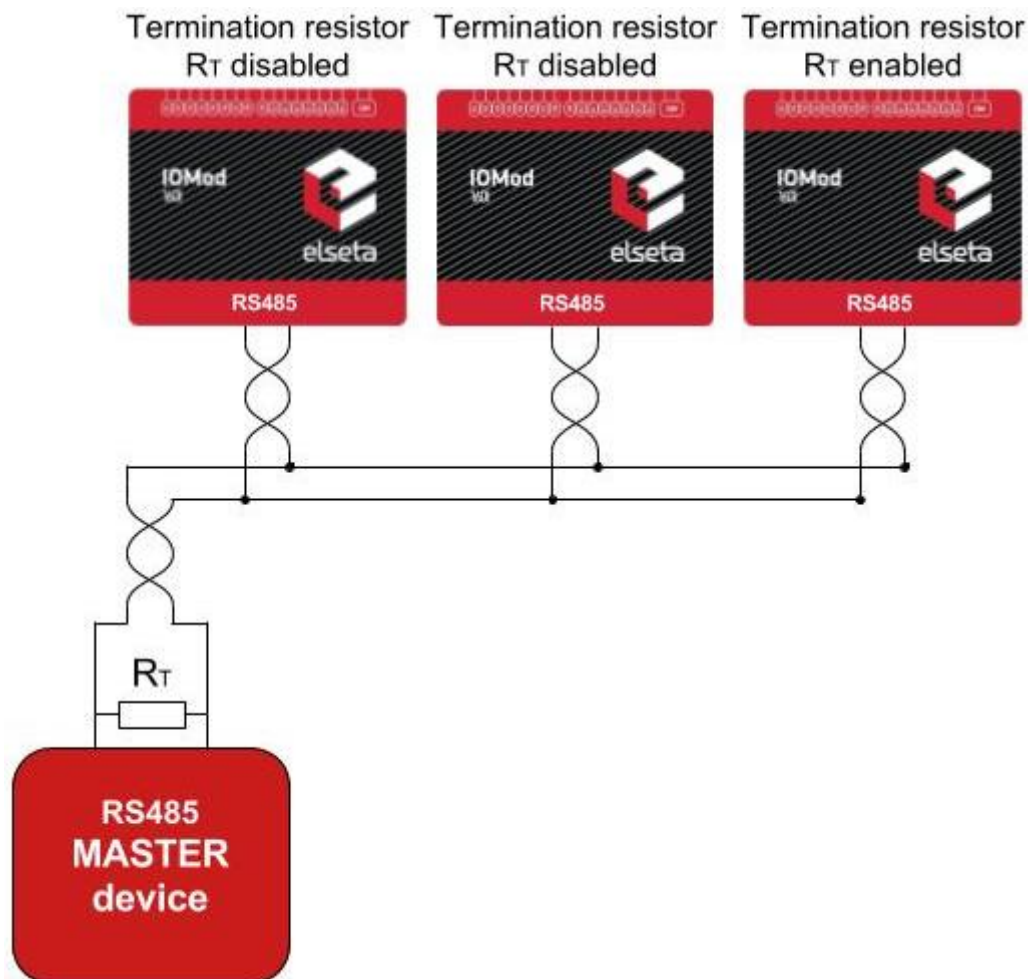 Termination resistor
RT disabled
Termination resistor
RT disabled
Termination resistor
RT enabled
IOMod
elseta
RS485
IOMod
elseta
RS485
IOMod
elseta
RS485
RT
RS485
MASTER
device